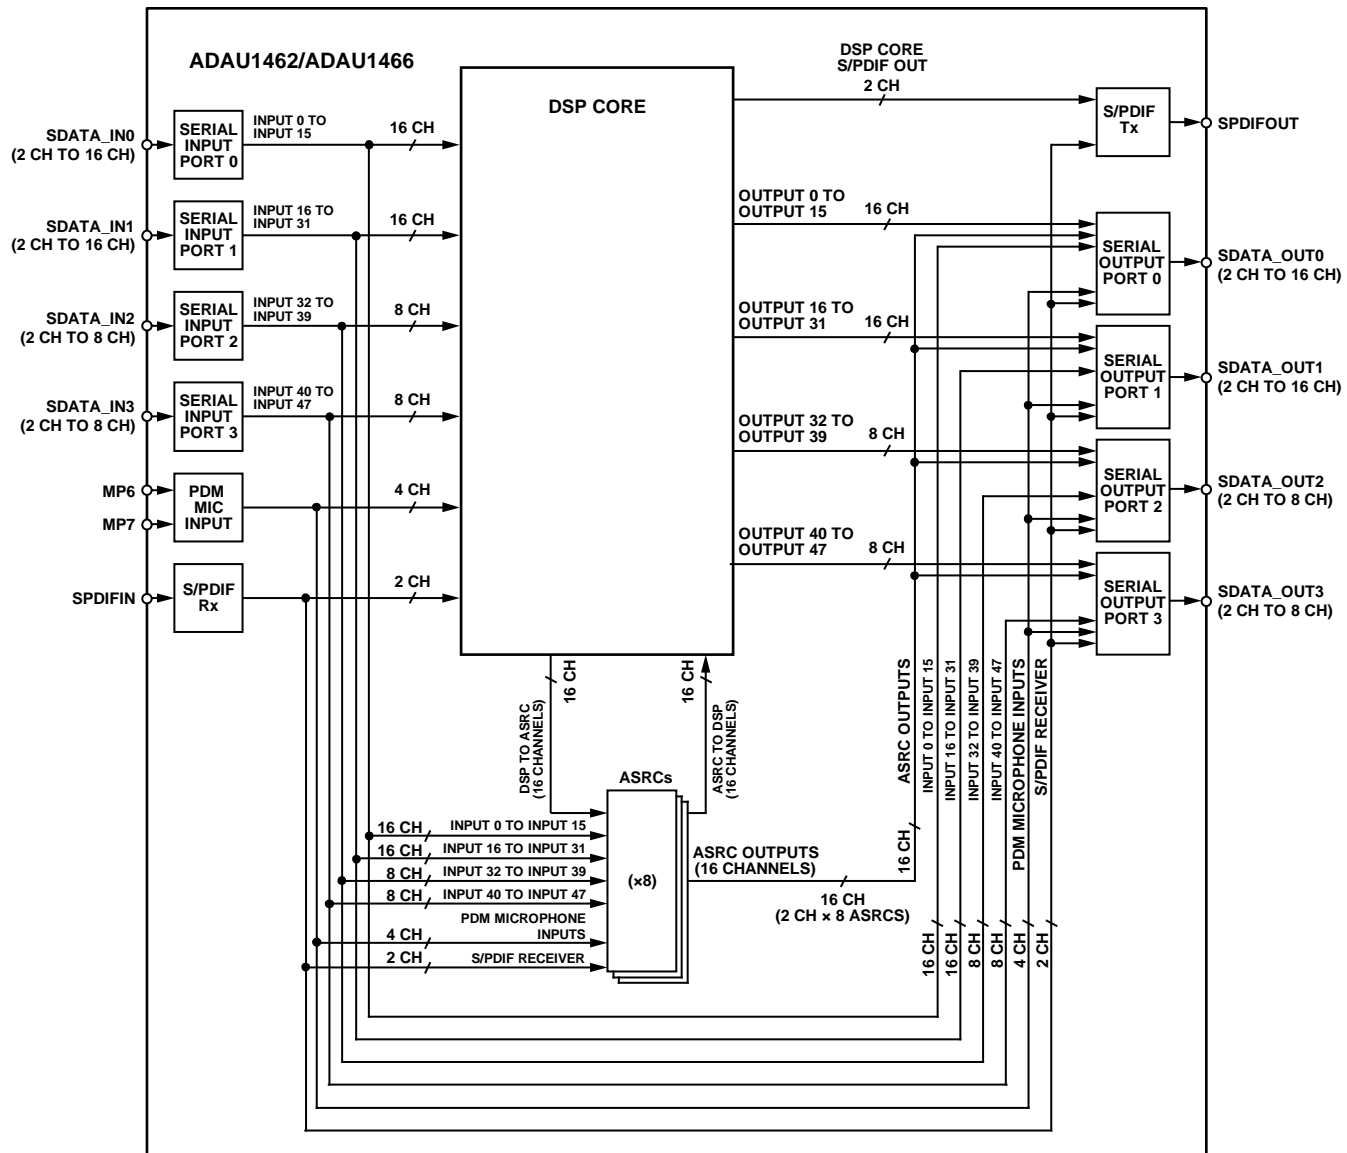 ADAU1462/ADAU1466
DSP CORE
DSP CORE
S/PDIF OUT
2 CH
S/PDIF
Tx
SPDIFOUT
SDATA_IN0
(2 CH TO 16 CH)
SERIAL
INPUT
PORT 0
INPUT 0 TO
INPUT 15
16 CH
SDATA_IN1
(2 CH TO 16 CH)
SERIAL
INPUT
PORT 1
INPUT 16 TO
INPUT 31
16 CH
SDATA_IN2
(2 CH TO 8 CH)
SERIAL
INPUT
PORT 2
INPUT 32 TO
INPUT 39
8 CH
SDATA_IN3
(2 CH TO 8 CH)
SERIAL
INPUT
PORT 3
INPUT 40 TO
INPUT 47
8 CH
MP6
MP7
PDM
MIC
INPUT
4 CH
SPDIFIN
S/PDIF
Rx
2 CH
OUTPUT 0 TO
OUTPUT 15
16 CH
SERIAL
OUTPUT
PORT 0
SDATA_OUT0
(2 CH TO 16 CH)
OUTPUT 16 TO
OUTPUT 31
16 CH
SERIAL
OUTPUT
PORT 1
SDATA_OUT1
(2 CH TO 16 CH)
OUTPUT 32 TO
OUTPUT 39
8 CH
SERIAL
OUTPUT
PORT 2
SDATA_OUT2
(2 CH TO 8 CH)
OUTPUT 40 TO
OUTPUT 47
8 CH
SERIAL
OUTPUT
PORT 3
SDATA_OUT3
(2 CH TO 8 CH)
16 CH
DSP TO ASRC
(16 CHANNELS)
16 CH
ASRC TO DSP
(16 CHANNELS)
ASRCs
(×8)
16 CH
INPUT 0 TO INPUT 15
16 CH
INPUT 16 TO INPUT 31
8 CH
INPUT 32 TO INPUT 39
8 CH
INPUT 40 TO INPUT 47
PDM MICROPHONE
INPUTS
4 CH
2 CH
S/PDIF RECEIVER
ASRC OUTPUTS
(16 CHANNELS)
16 CH
(2 CH × 8 ASRCS)
ASRC OUTPUTS
16 CH
INPUT 0 TO INPUT 15
16 CH
INPUT 16 TO INPUT 31
16 CH
INPUT 32 TO INPUT 39
8 CH
INPUT 40 TO INPUT 47
8 CH
PDM MICROPHONE INPUTS
4 CH
S/PDIF RECEIVER
2 CH